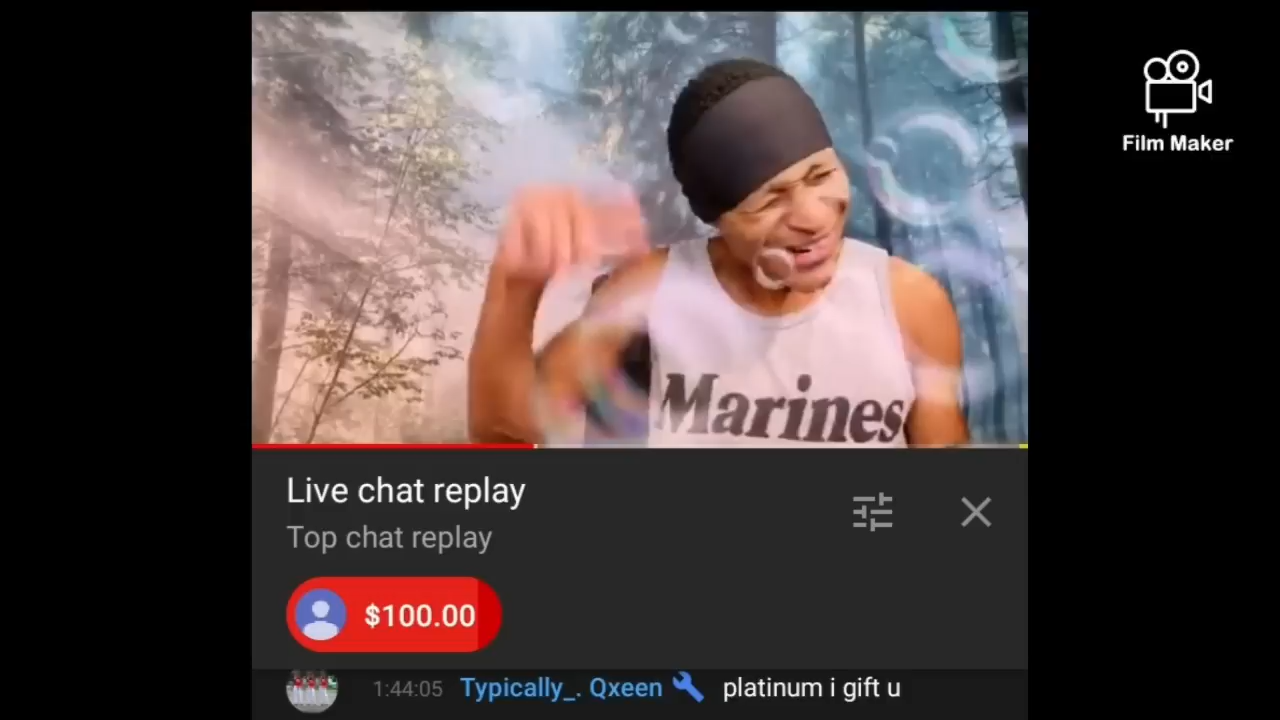 Film Maker
Marines
Live chat replay
Top chat replay
$100.00
1:44:05 Typically_. Qxeen platinum i gift u